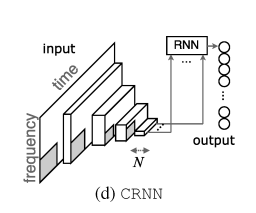 input
RNN
time
...
frequency
...
output
N
(d) CRNN